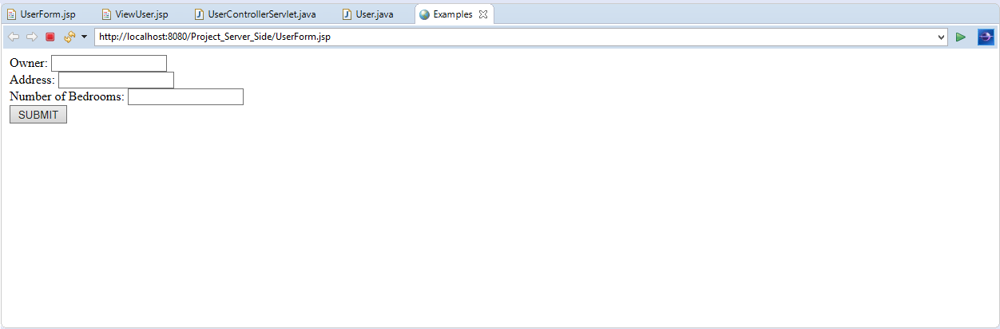 UserForm.jsp ViewUser.jsp UserControllerServlet.java User.java Examples
http://localhost:8080/Project_Server_Side/UserForm.jsp
Owner:
Address:
Number of Bedrooms:
SUBMIT